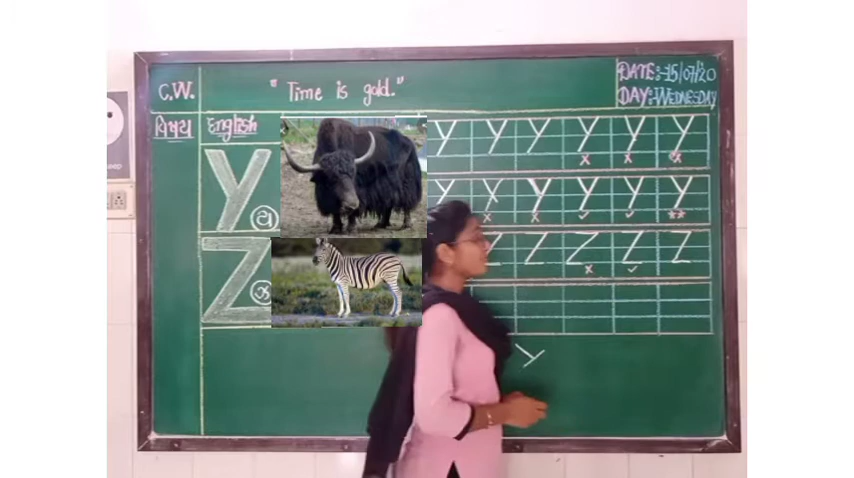 C.W.
" Time is gold."
DATE:-15/07/20
DAY:-WEDNESDAY
વિષય
English
Y ય
Z ઝ
Y Y Y Y Y Y
x x x
Y Y Y Y Y Y
x x ✓ ✓ **
Z Z Z Z Z
x ✓
Y